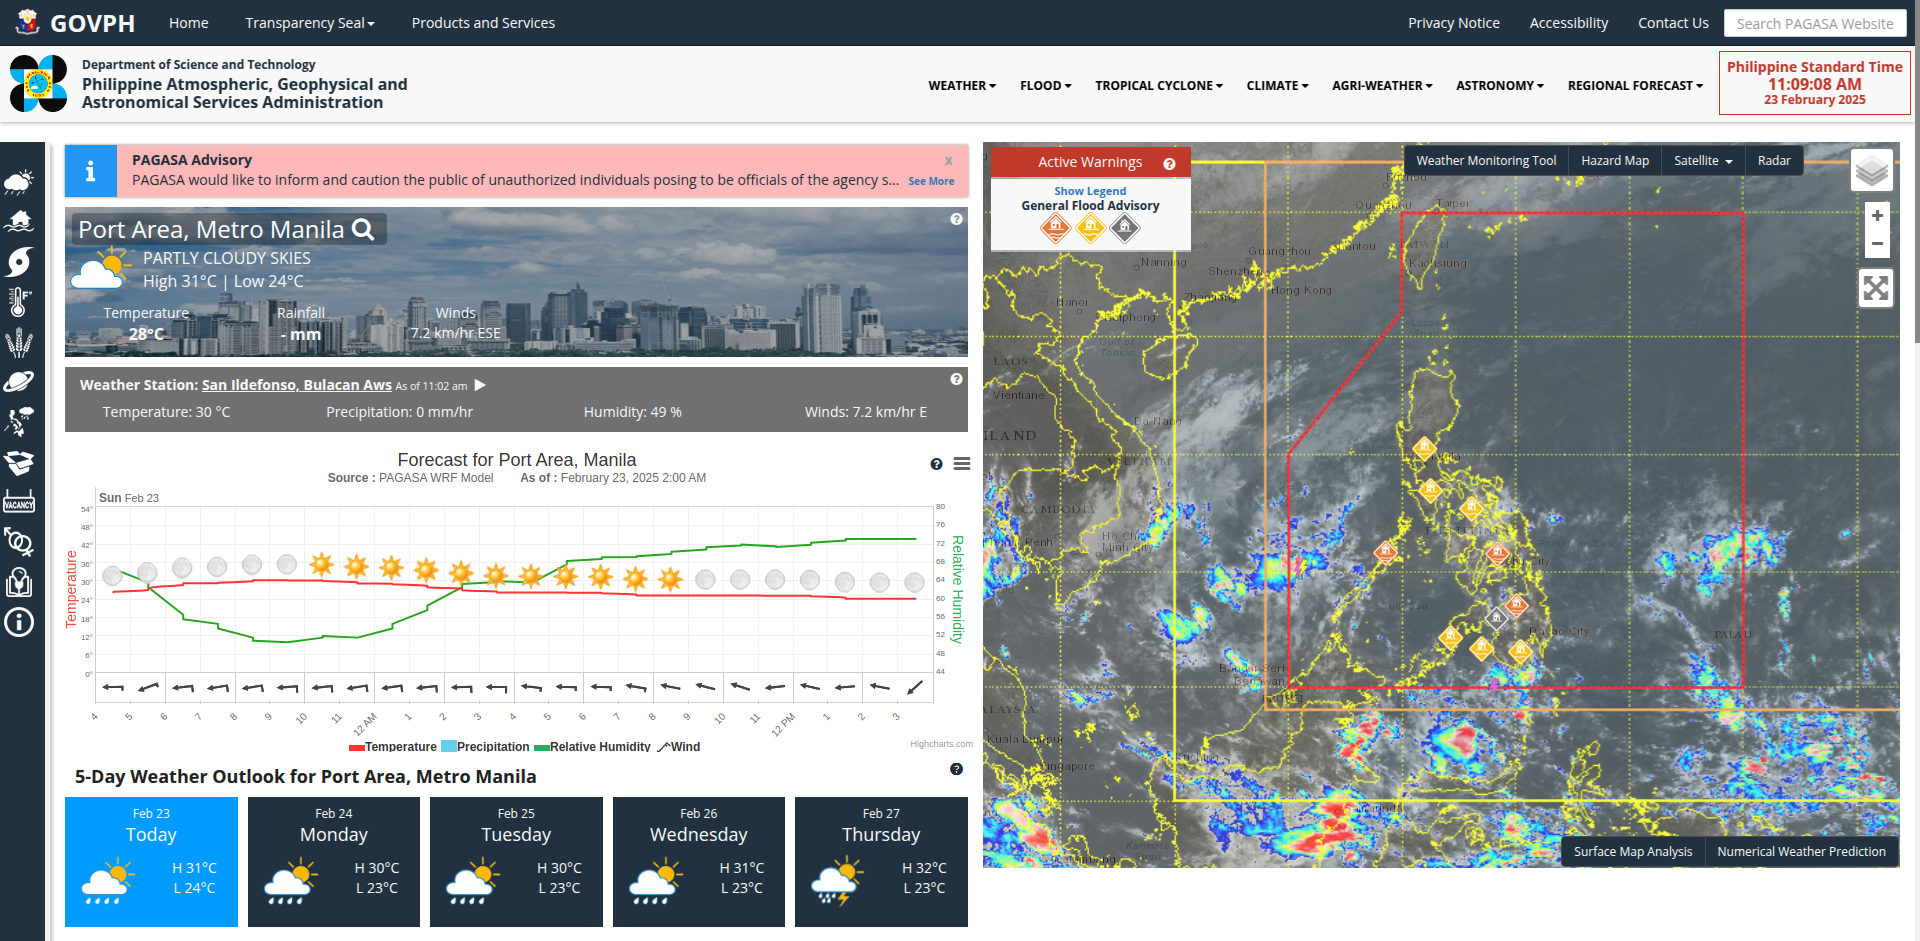 GOVPH
Home
Transparency Seal
Products and Services
Privacy Notice
Accessibility
Contact Us
Search PAGASA Website
Department of Science and Technology
Philippine Atmospheric, Geophysical and
Astronomical Services Administration
WEATHER
FLOOD
TROPICAL CYCLONE
CLIMATE
AGRI-WEATHER
ASTRONOMY
REGIONAL FORECAST
Philippine Standard Time
11:09:08 AM
23 February 2025
PAGASA Advisory
x
PAGASA would like to inform and caution the public of unauthorized individuals posing to be officials of the agency s... See More
Port Area, Metro Manila
PARTLY CLOUDY SKIES
High 31°C | Low 24°C
Temperature
28°C
Rainfall
- mm
Winds
7.2 km/hr ESE
Weather Station: San Ildefonso, Bulacan Aws As of 11:02 am
Temperature: 30 °C
Precipitation: 0 mm/hr
Humidity: 49 %
Winds: 7.2 km/hr E
VACANCY
Forecast for Port Area, Manila
Source : PAGASA WRF Model As of : February 23, 2025 2:00 AM
Sun Feb 23
Temperature
54°
48°
42°
36°
30°
24°
18°
12°
6°
0°
80
76
72
68
64
60
56
52
48
44
Relative Humidity
4 5 6 7 8 9 10 11 12 AM 1 2 3 4 5 6 7 8 9 10 11 12 PM 1 2 3
Temperature Precipitation Relative Humidity Wind
Highcharts.com
5-Day Weather Outlook for Port Area, Metro Manila
Feb 23
Today
H 31°C
L 24°C
Feb 24
Monday
H 30°C
L 23°C
Feb 25
Tuesday
H 30°C
L 23°C
Feb 26
Wednesday
H 31°C
L 23°C
Feb 27
Thursday
H 32°C
L 23°C
Active Warnings
Show Legend
General Flood Advisory
Weather Monitoring Tool
Hazard Map
Satellite
Radar
+
−
Taipei
TAIWAN
Kaohsiung
Guangzhou
Shantou
Nanning
Shenzhen
Hong Kong
Zhanjiang
Hanoi
Haiphong
Gulf of
Tonkin
LAOS
Vientiane
Da Nang
VIETNAM
CAMBODIA
Ho Chi
Minh City
Davao City
PALAU
Bandar Seri
Begawan
Kuala Lumpur
Singapore
Kuching
Samarinda
Karimata
Strait
Surface Map Analysis
Numerical Weather Prediction